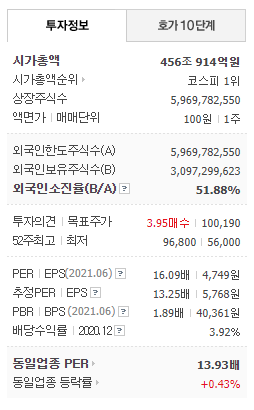 투자정보 호가 10단계
시가총액 456조 914억원
시가총액순위 코스피 1위
상장주식수 5,969,782,550
액면가 | 매매단위 100원 | 1주
외국인한도주식수(A) 5,969,782,550
외국인보유주식수(B) 3,097,299,623
외국인소진율(B/A) ? 51.88%
투자의견 | 목표주가 3.95매수 | 100,190
52주최고 | 최저 96,800 | 56,000
PER | EPS(2021.06) ? 16.09배 | 4,749원
추정PER | EPS ? 13.25배 | 5,768원
PBR | BPS (2021.06) ? 1.89배 | 40,361원
배당수익률 | 2020.12 ? 3.92%
동일업종 PER 13.93배
동일업종 등락률 +0.43%